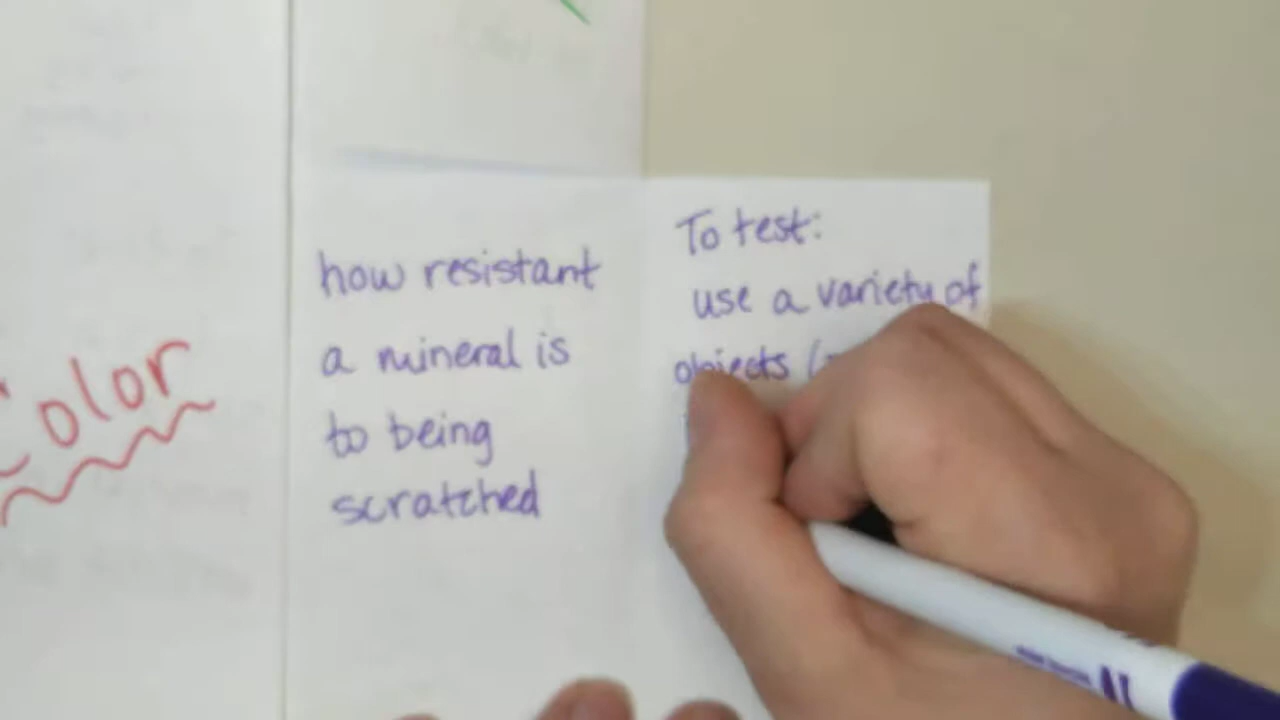 Color
how resistant
a mineral is
to being
scratched
To test:
use a variety of
objects (